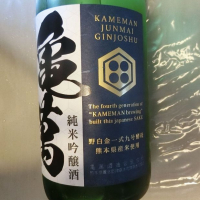 亀萬
純米吟醸酒
KAMEMAN
JUNMAI
GINJOSHU
The fourth generation of
"KAMEMAN brewing"
built this japanese SAKE
野白金一式九号酵母
熊本県産米使用